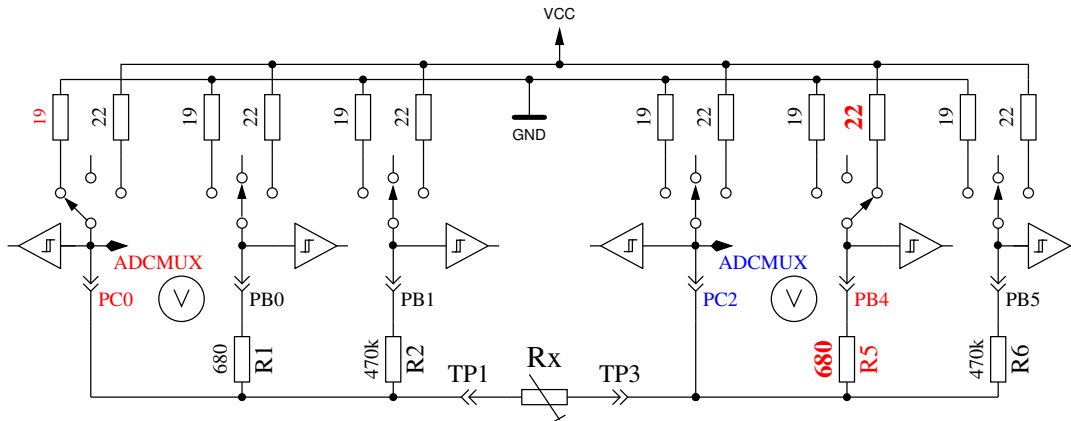 VCC
GND
19
22
19
22
19
22
19
22
19
22
19
22
ADCMUX
ADCMUX
V
V
PC0
PB0
PB1
PC2
PB4
PB5
680
R1
470k
R2
680
R5
470k
R6
TP1
Rx
TP3